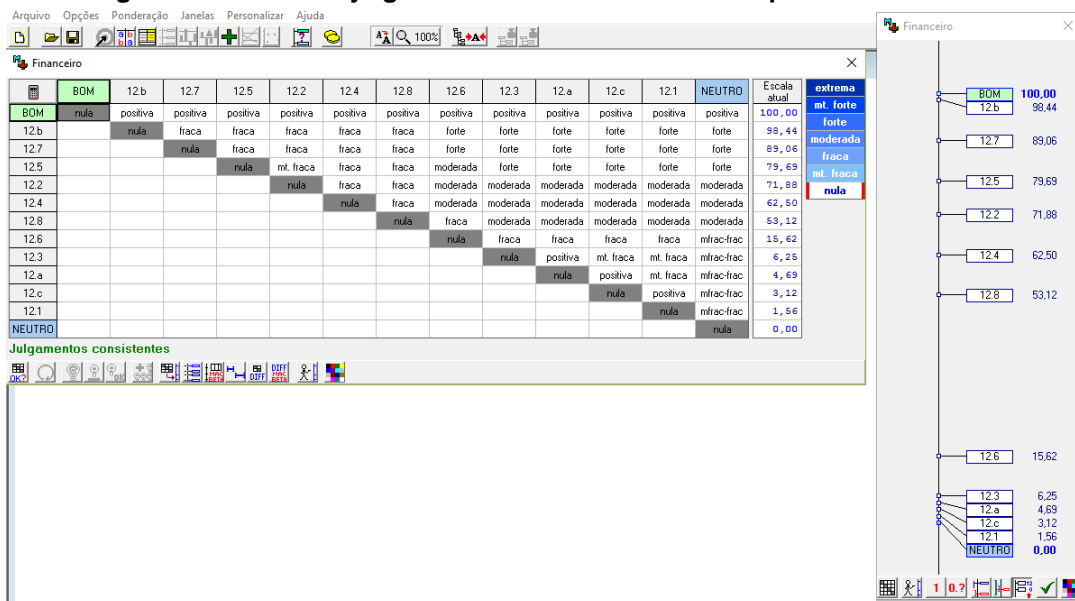 Arquivo Opções Ponderação Janelas Personalizar Ajuda
100%
Financeiro
BOM 12.b 12.7 12.5 12.2 12.4 12.8 12.6 12.3 12.a 12.c 12.1 NEUTRO Escala atual
BOM nula positiva positiva positiva positiva positiva positiva positiva positiva positiva positiva positiva positiva 100,00
12.b nula fraca fraca fraca fraca fraca forte forte forte forte forte forte 98,44
12.7 nula fraca fraca fraca fraca forte forte forte forte forte forte 89,06
12.5 nula mt. fraca fraca fraca moderada forte forte forte forte forte 79,69
12.2 nula fraca fraca moderada moderada moderada moderada moderada moderada 71,88
12.4 nula fraca moderada moderada moderada moderada moderada moderada 62,50
12.8 nula fraca moderada moderada moderada moderada moderada 53,12
12.6 nula fraca fraca fraca fraca mfrac-frac 15,62
12.3 nula positiva mt. fraca mt. fraca mfrac-frac 6,25
12.a nula positiva mt. fraca mfrac-frac 4,69
12.c nula positiva mfrac-frac 3,12
12.1 nula mfrac-frac 1,56
NEUTRO nula 0,00
extrema
mt. forte
forte
moderada
fraca
mt. fraca
nula
Julgamentos consistentes
Financeiro
BOM 100,00
12.b 98,44
12.7 89,06
12.5 79,69
12.2 71,88
12.4 62,50
12.8 53,12
12.6 15,62
12.3 6,25
12.a 4,69
12.c 3,12
12.1 1,56
NEUTRO 0,00
1 0.?